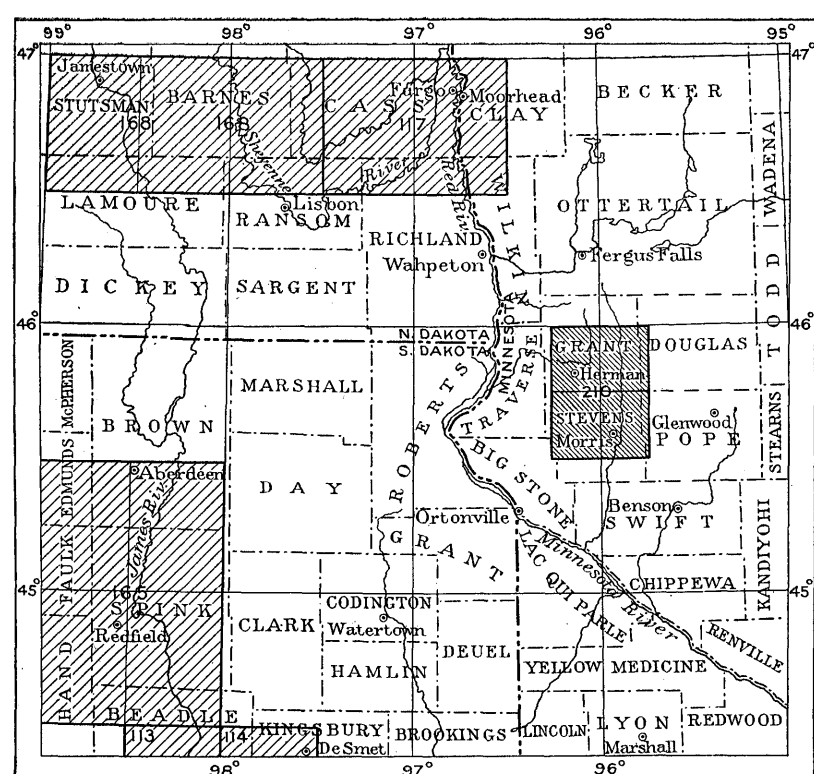 98° 97° 96° 95°
47° 47°
Jamestown
STUTSMAN
168
BARNES
168
CASS
117
Fargo
Moorhead
CLAY
BECKER
WADENA
Sheyenne
River
Red Riv.
WILKIN
OTTERTAIL
LAMOURE
Lisbon
RANSOM
RICHLAND
Wahpeton
Fergus Falls
TODD
DICKEY
SARGENT
46° 46°
N. DAKOTA
S. DAKOTA
MINNESOTA
TRAVERSE
GRANT
Herman
210
DOUGLAS
MCPHERSON
MARSHALL
ROBERTS
STEVENS
Morris
Glenwood
POPE
STEARNS
BROWN
EDMUNDS
Aberdeen
DAY
BIG STONE
Benson
SWIFT
KANDIYOHI
Ortonville
GRANT
James Riv.
FAULK
LAC QUI PARLE
Minnesota River
CHIPPEWA
45° 45°
165
SPINK
Redfield
CODINGTON
Watertown
CLARK
RENVILLE
HAND
HAMLIN
DEUEL
YELLOW MEDICINE
BEADLE
KINGSBURY
BROOKINGS
LINCOLN
LYON
REDWOOD
113 114
De Smet
Marshall
98° 97° 96°